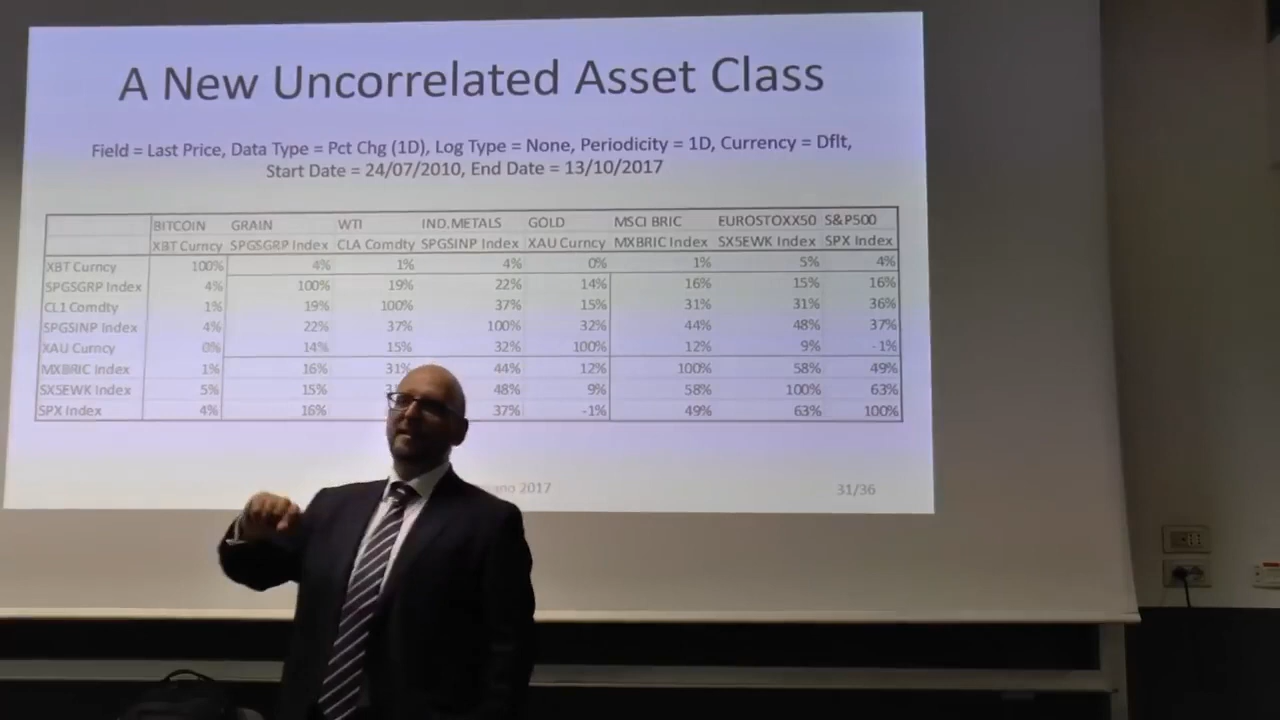 A New Uncorrelated Asset Class
Field = Last Price, Data Type = Pct Chg (1D), Log Type = None, Periodicity = 1D, Currency = Dflt,
Start Date = 24/07/2010, End Date = 13/10/2017
BITCOIN GRAIN WTI IND.METALS GOLD MSCI BRIC EUROSTOXX50 S&P500
XBT Curncy SPGSGRP Index CLA Comdty SPGSINP Index XAU Curncy MXBRIC Index SX5EWK Index SPX Index
XBT Curncy 100% 4% 1% 4% 0% 1% 5% 4%
SPGSGRP Index 4% 100% 19% 22% 14% 16% 15% 16%
CL1 Comdty 1% 19% 100% 37% 15% 31% 31% 36%
SPGSINP Index 4% 22% 37% 100% 32% 44% 48% 37%
XAU Curncy 0% 14% 15% 32% 100% 12% 9% -1%
MXBRIC Index 1% 16% 31% 44% 12% 100% 58% 49%
SX5EWK Index 5% 15% 48% 9% 58% 100% 63%
SPX Index 4% 16% 37% -1% 49% 63% 100%
2017 31/36